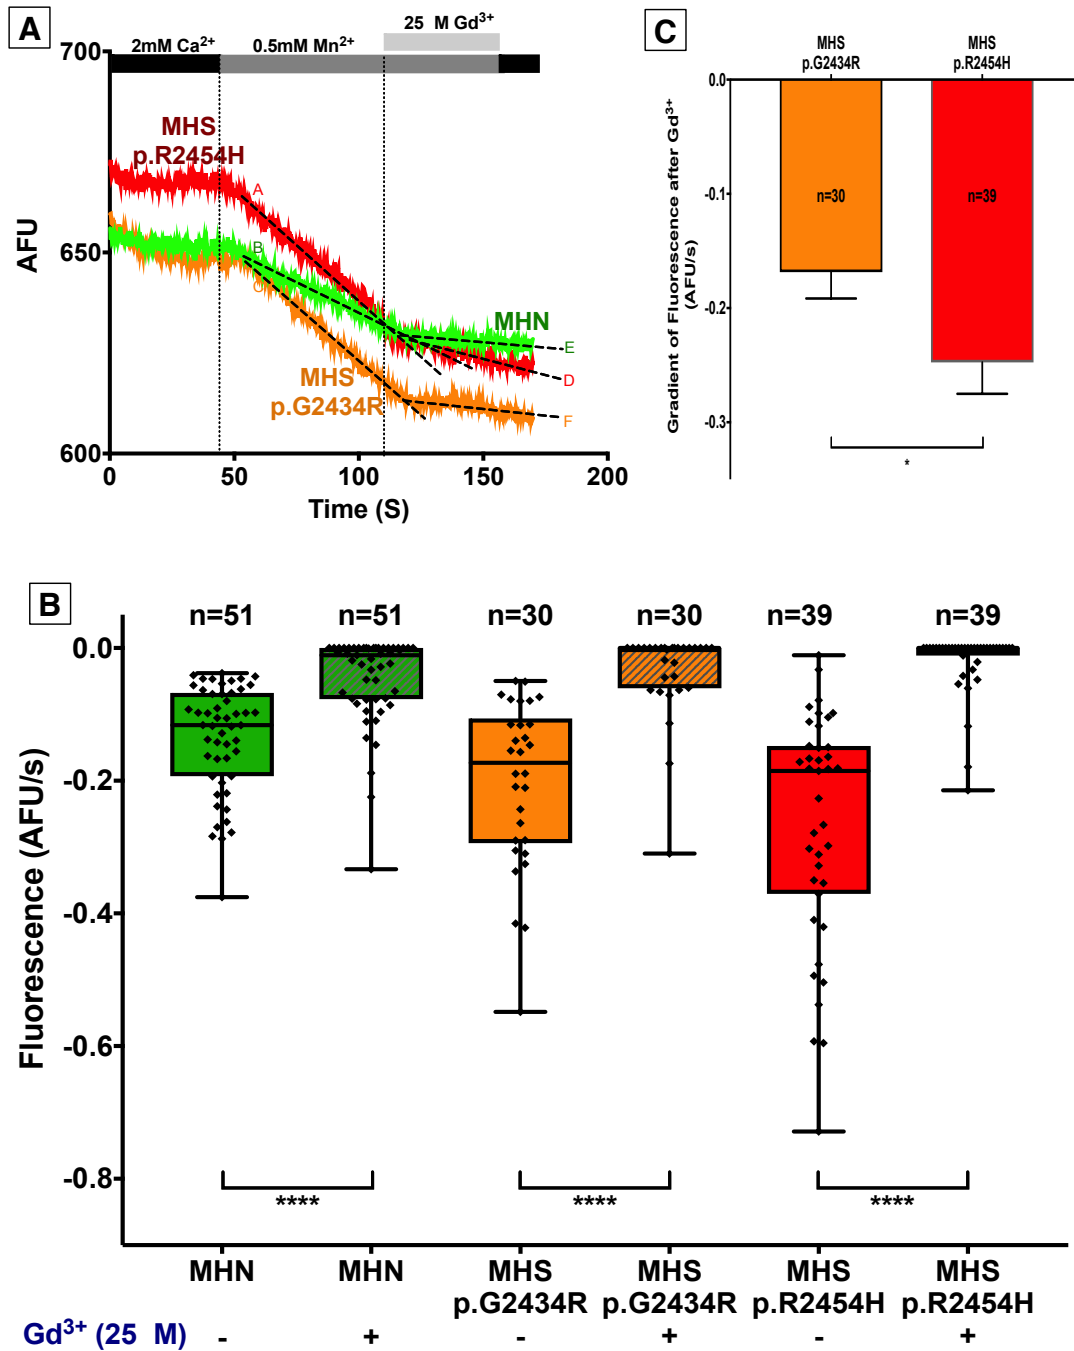 A
2mM Ca²⁺
0.5mM Mn²⁺
25 M Gd³⁺
700
650
600
AFU
MHS
p.R2454H
A
B
C
MHN
MHS
p.G2434R
E
D
F
0
50
100
150
200
Time (S)
C
MHS
p.G2434R
MHS
p.R2454H
0.0
-0.1
-0.2
-0.3
Gradient of Fluorescence after Gd³⁺
(AFU/s)
n=30
n=39
*
B
n=51
n=51
n=30
n=30
n=39
n=39
0.0
-0.2
-0.4
-0.6
-0.8
Fluorescence (AFU/s)
****
****
****
MHN
MHN
MHS
p.G2434R
MHS
p.G2434R
MHS
p.R2454H
MHS
p.R2454H
Gd³⁺ (25 M)
-
+
-
+
-
+